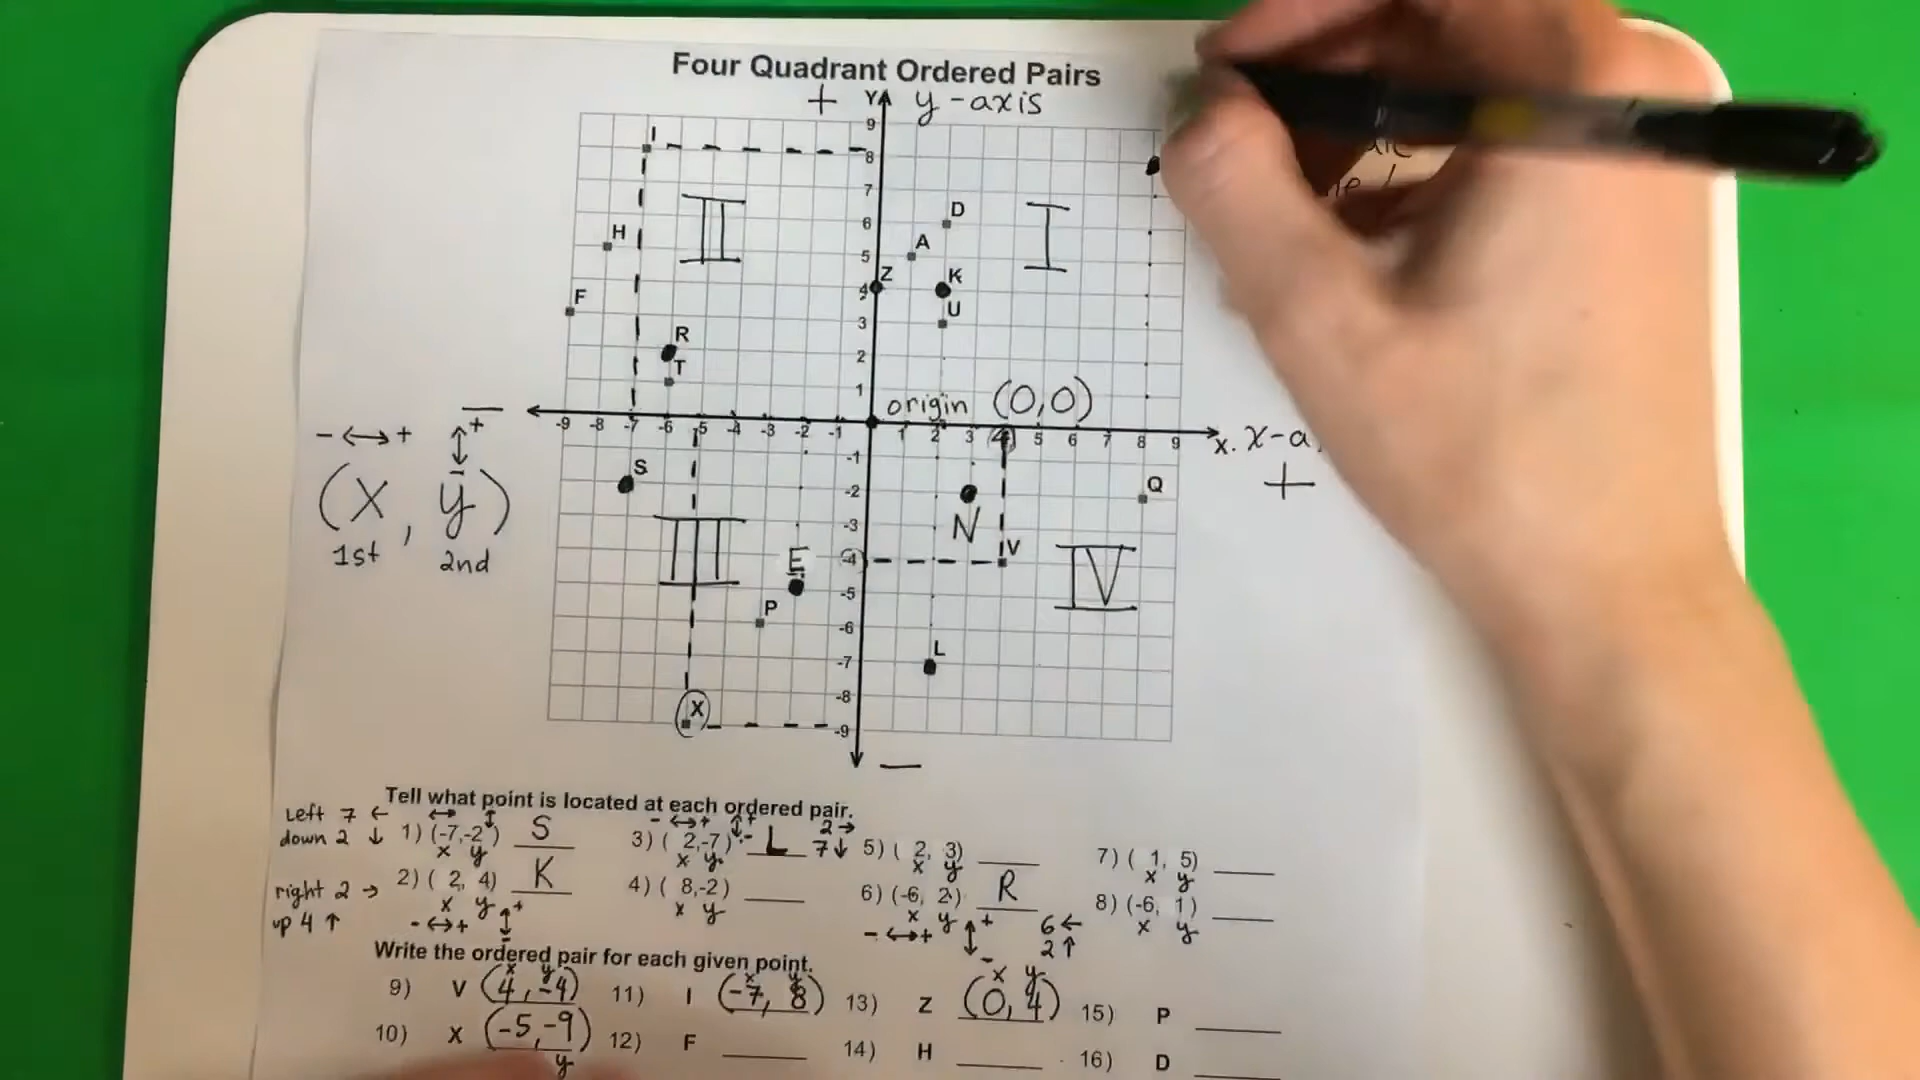 Four Quadrant Ordered Pairs
+ Y y-axis
9
I
8
7
II
D
I
6
H
A
5
Z
K
4
F
U
3
R
2
T
1
origin (0,0)
-9 -8 -7 -6 -5 -4 -3 -2 -1 1 2 3 4 5 6 7 8 9 x. x-a
- ↔ + ↕ + -
+
-1
S
Q
-2
(x, y)
N
-3
1st 2nd
III
E
V
IV
-4
-5
P
-6
L
-7
-8
X
-9
-
Tell what point is located at each ordered pair.
left 7 ←
down 2 ↓ 1) (-7,-2) S 3) ( 2,-7) L 2 → 7 ↓ 5) ( 2, 3) 7) ( 1, 5)
x y x y x y x y
right 2 → 2) ( 2, 4) K 4) ( 8,-2) 6) (-6, 2) R 8) (-6, 1)
up 4 ↑ x y x y x y x y
- ↔ + ↕ + - - ↔ + ↕ + - 6 ← 2 ↑
Write the ordered pair for each given point.
x y x y x y
9) V (4,-4) 11) I (-7, 8) 13) Z (0, 4) 15) P
10) X (-5,-9) 12) F 14) H 16) D
y